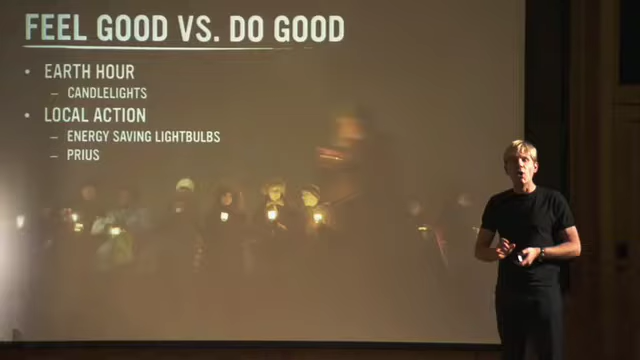 FEEL GOOD VS. DO GOOD
• EARTH HOUR
– CANDLELIGHTS
• LOCAL ACTION
– ENERGY SAVING LIGHTBULBS
– PRIUS